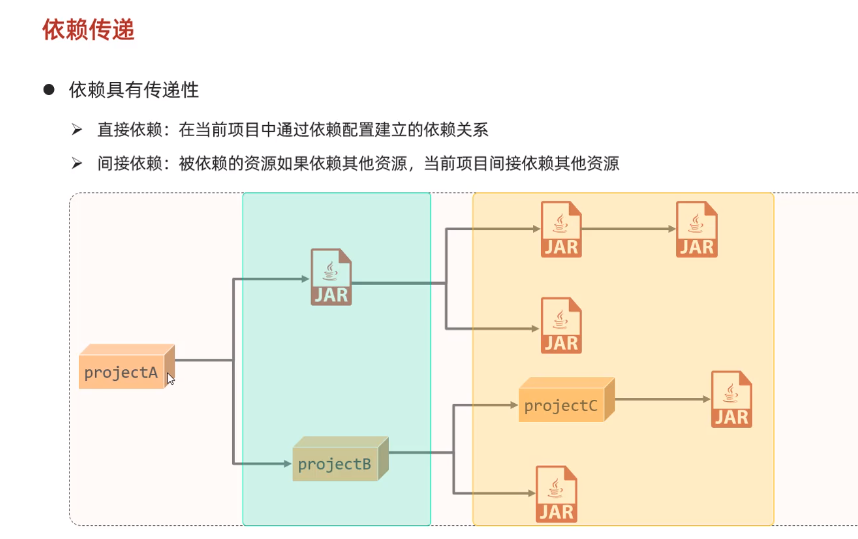 依赖传递
依赖具有传递性
直接依赖：在当前项目中通过依赖配置建立的依赖关系
间接依赖：被依赖的资源如果依赖其他资源，当前项目间接依赖其他资源
JAR
JAR
JAR
JAR
projectA
projectC
JAR
projectB
JAR